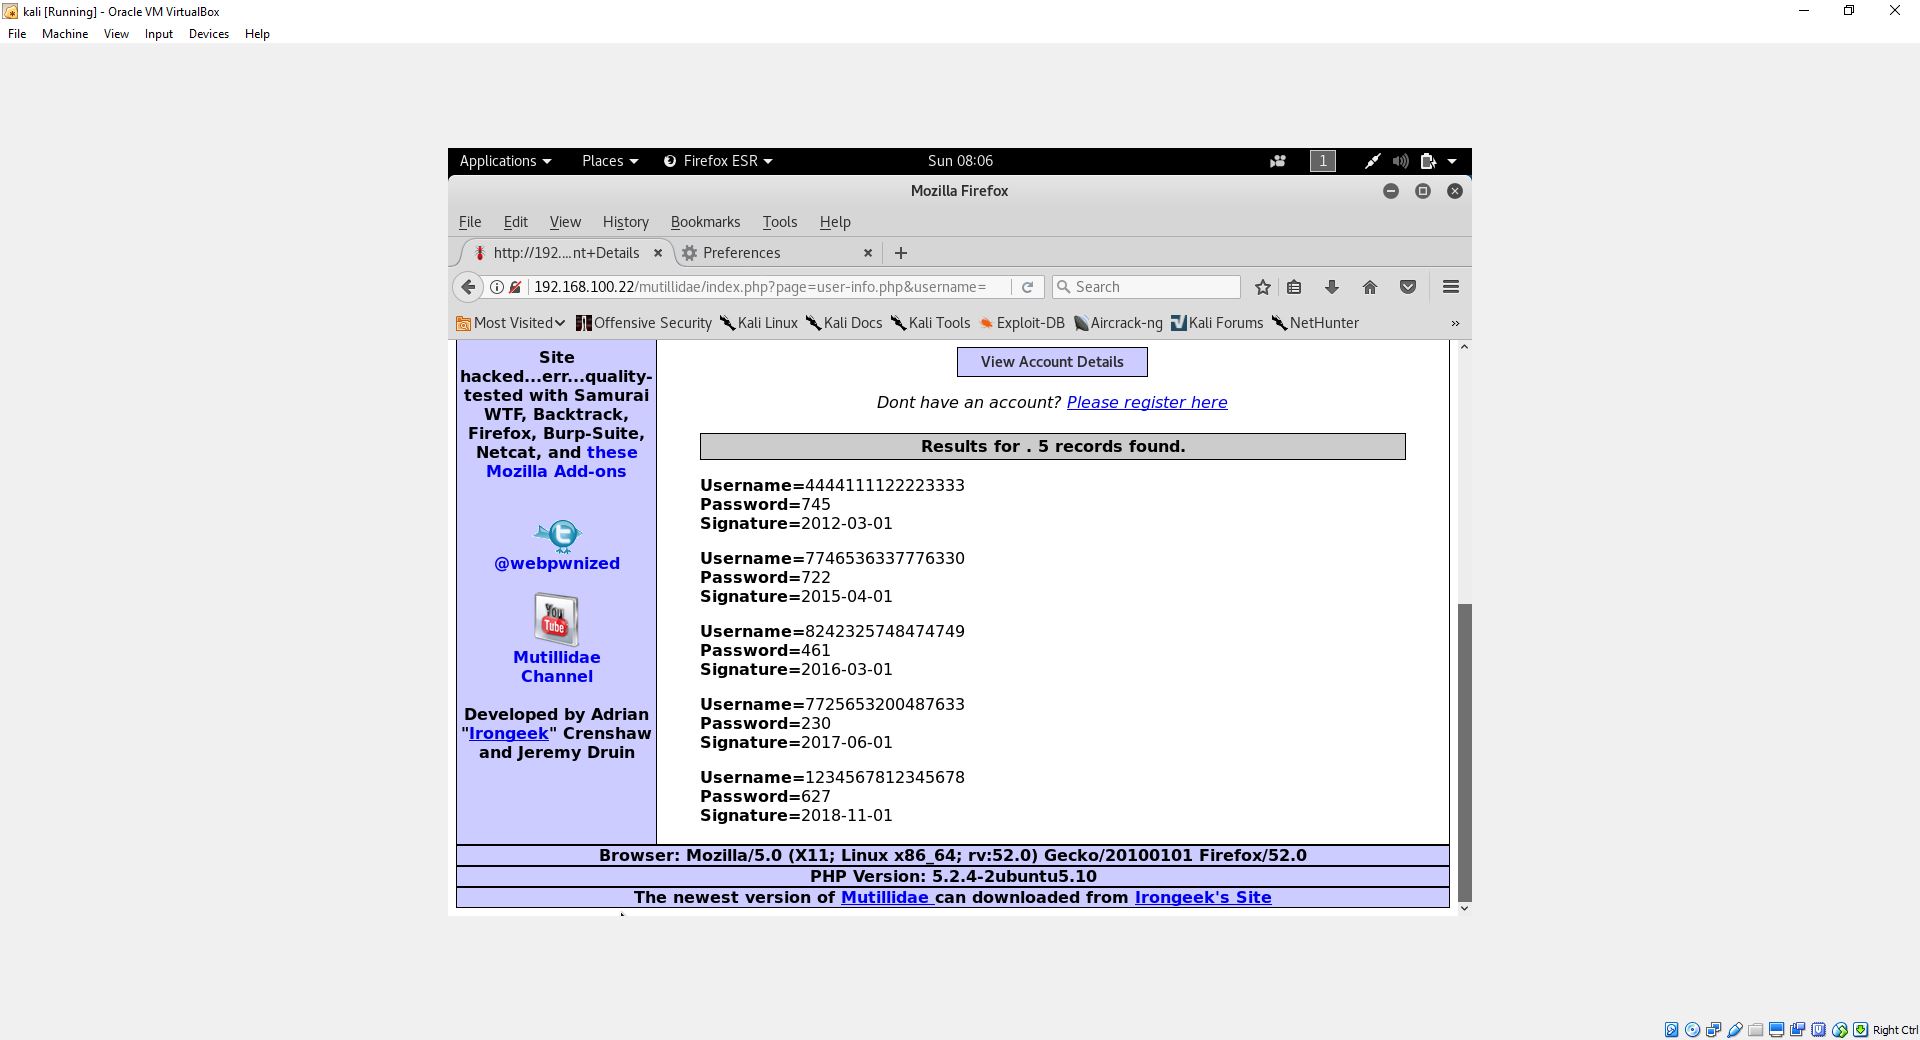 kali [Running] - Oracle VM VirtualBox
File Machine View Input Devices Help
Applications Places Firefox ESR Sun 08:06 1
Mozilla Firefox
File Edit View History Bookmarks Tools Help
http://192....nt+Details Preferences
192.168.100.22/mutillidae/index.php?page=user-info.php&username= Search
Most Visited Offensive Security Kali Linux Kali Docs Kali Tools Exploit-DB Aircrack-ng Kali Forums NetHunter »
Site
hacked...err...quality-
tested with Samurai
WTF, Backtrack,
Firefox, Burp-Suite,
Netcat, and these
Mozilla Add-ons
@webpwnized
You
Tube
Mutillidae
Channel
Developed by Adrian
"Irongeek" Crenshaw
and Jeremy Druin
View Account Details
Dont have an account? Please register here
Results for . 5 records found.
Username=4444111122223333
Password=745
Signature=2012-03-01
Username=7746536337776330
Password=722
Signature=2015-04-01
Username=8242325748474749
Password=461
Signature=2016-03-01
Username=7725653200487633
Password=230
Signature=2017-06-01
Username=1234567812345678
Password=627
Signature=2018-11-01
Browser: Mozilla/5.0 (X11; Linux x86_64; rv:52.0) Gecko/20100101 Firefox/52.0
PHP Version: 5.2.4-2ubuntu5.10
The newest version of Mutillidae can downloaded from Irongeek's Site
Right Ctrl